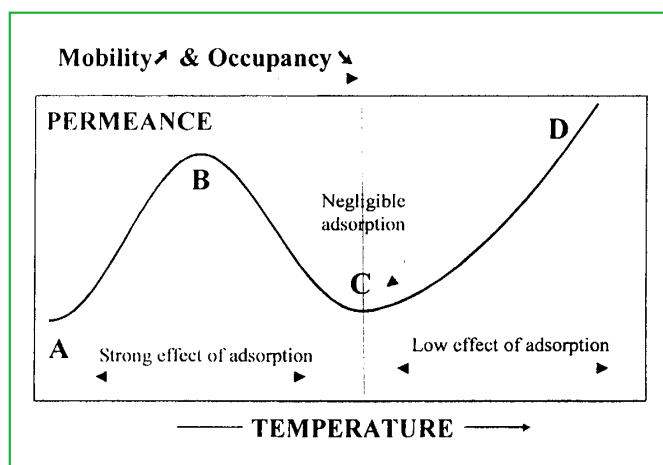 Mobility↗ & Occupancy ↘
PERMEANCE
D
B
Negligible
adsorption
C
A
Strong effect of adsorption
Low effect of adsorption
TEMPERATURE